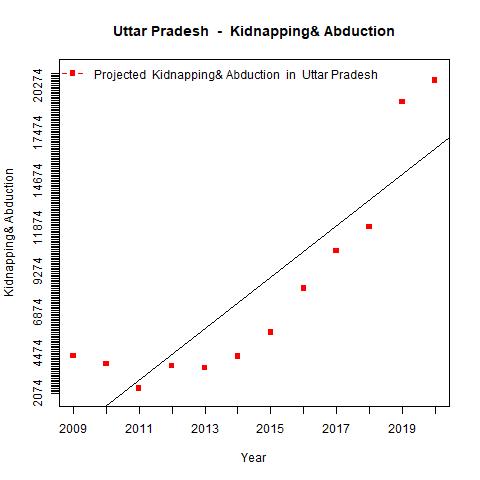 Uttar Pradesh - Kidnapping& Abduction
Projected Kidnapping& Abduction in Uttar Pradesh
Kidnapping& Abduction
20274
17474
14674
11874
9274
6874
4474
2074
2009 2011 2013 2015 2017 2019
Year